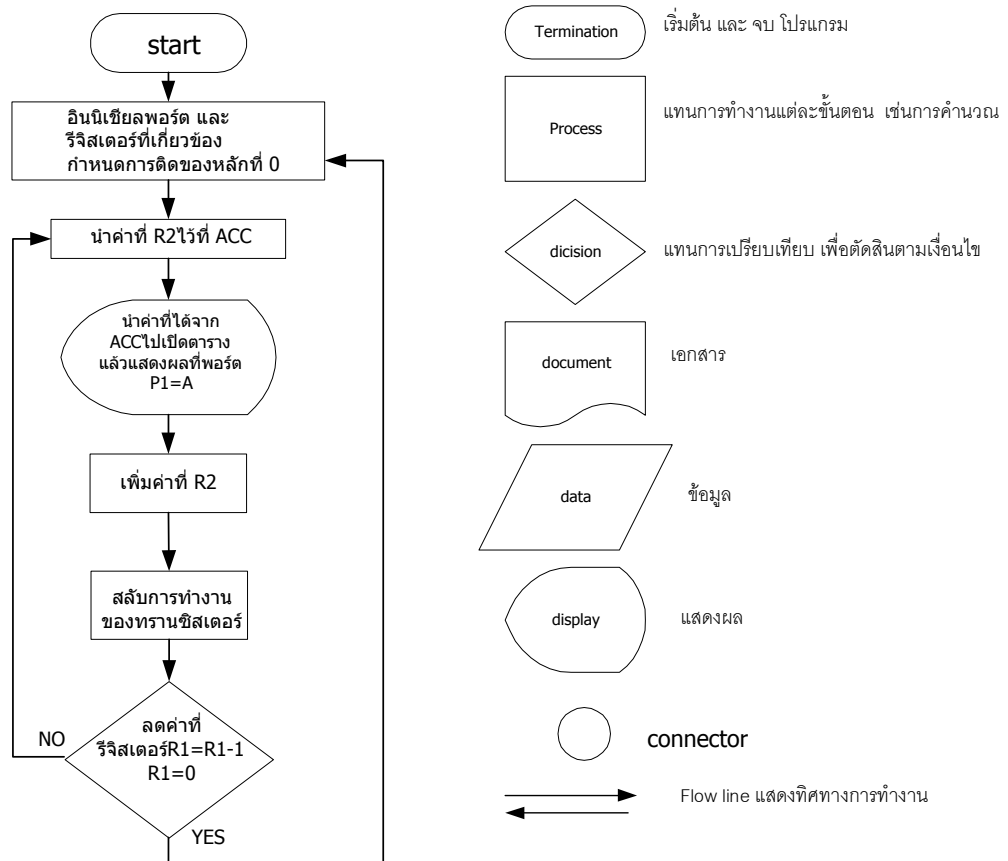 start
อินนิเชียลพอร์ต และ
รีจิสเตอร์ที่เกี่ยวข้อง
กำหนดการติดของหลักที่ 0
นำค่าที่ R2ไว้ที่ ACC
นำค่าที่ได้จาก
ACCไปเปิดตาราง
แล้วแสดงผลที่พอร์ต
P1=A
เพิ่มค่าที่ R2
สลับการทำงาน
ของทรานซิสเตอร์
ลดค่าที่
รีจิสเตอร์R1=R1-1
R1=0
NO
YES
Termination
เริ่มต้น และ จบ โปรแกรม
Process
แทนการทำงานแต่ละขั้นตอน เช่นการคำนวณ
dicision
แทนการเปรียบเทียบ เพื่อตัดสินตามเงื่อนไข
document
เอกสาร
data
ข้อมูล
display
แสดงผล
connector
Flow line แสดงทิศทางการทำงาน